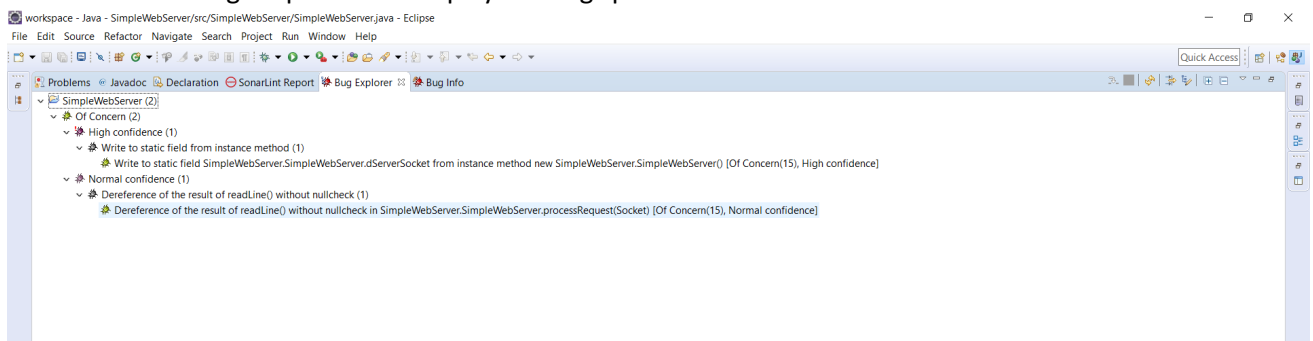 workspace - Java - SimpleWebServer/src/SimpleWebServer/SimpleWebServer.java - Eclipse
File Edit Source Refactor Navigate Search Project Run Window Help
Quick Access
Problems Javadoc Declaration SonarLint Report Bug Explorer Bug Info
SimpleWebServer (2)
Of Concern (2)
High confidence (1)
Write to static field from instance method (1)
Write to static field SimpleWebServer.SimpleWebServer.dServerSocket from instance method new SimpleWebServer.SimpleWebServer() [Of Concern(15), High confidence]
Normal confidence (1)
Dereference of the result of readLine() without nullcheck (1)
Dereference of the result of readLine() without nullcheck in SimpleWebServer.SimpleWebServer.processRequest(Socket) [Of Concern(15), Normal confidence]